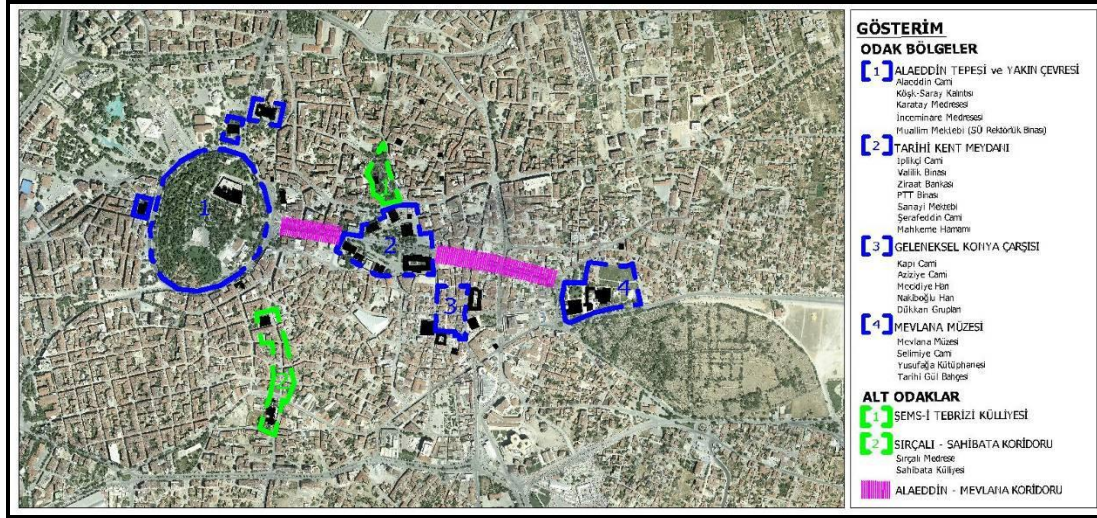 1
2
3
4
1
2
GÖSTERİM
ODAK BÖLGELER
[1] ALAEDDİN TEPESİ ve YAKIN ÇEVRESİ
Alaeddin Cami
Köşk-Saray Kalıntısı
Karatay Medresesi
İnceminare Medresesi
Muallim Mektebi (SÜ Rektörlük Binası)
[2] TARİHİ KENT MEYDANI
İplikçi Cami
Valilik Binası
Ziraat Bankası
PTT Binası
Sanayi Mektebi
Şerafeddin Cami
Mahkeme Hamamı
[3] GELENEKSEL KONYA ÇARŞISI
Kapı Cami
Aziziye Cami
Mecidiye Han
Nakiboğlu Han
Dükkan Grupları
[4] MEVLANA MÜZESİ
Mevlana Müzesi
Selimiye Cami
Yusufağa Kütüphanesi
Tarihi Gül Bahçesi
ALT ODAKLAR
[1] ŞEMS-İ TEBRİZİ KÜLLİYESİ
[2] SIRÇALI - SAHİBATA KORİDORU
Sırçalı Medrese
Sahibata Külliyesi
ALAEDDİN - MEVLANA KORİDORU